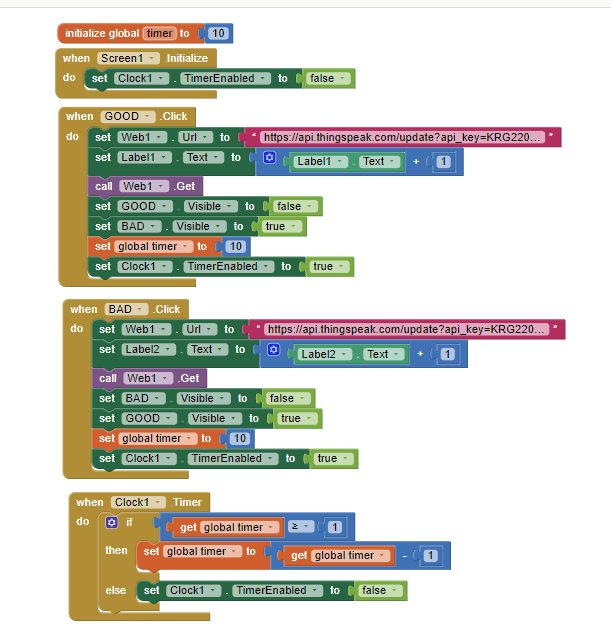 initialize global timer to 10
when Screen1 .Initialize
do set Clock1 . TimerEnabled to false
when GOOD .Click
do set Web1 . Url to " https://api.thingspeak.com/update?api_key=KRG220... "
set Label1 . Text to Label1 . Text + 1
call Web1 .Get
set GOOD . Visible to false
set BAD . Visible to true
set global timer to 10
set Clock1 . TimerEnabled to true
when BAD .Click
do set Web1 . Url to " https://api.thingspeak.com/update?api_key=KRG220... "
set Label2 . Text to Label2 . Text + 1
call Web1 .Get
set BAD . Visible to false
set GOOD . Visible to true
set global timer to 10
set Clock1 . TimerEnabled to true
when Clock1 .Timer
do if get global timer ≥ 1
then set global timer to get global timer - 1
else set Clock1 . TimerEnabled to false